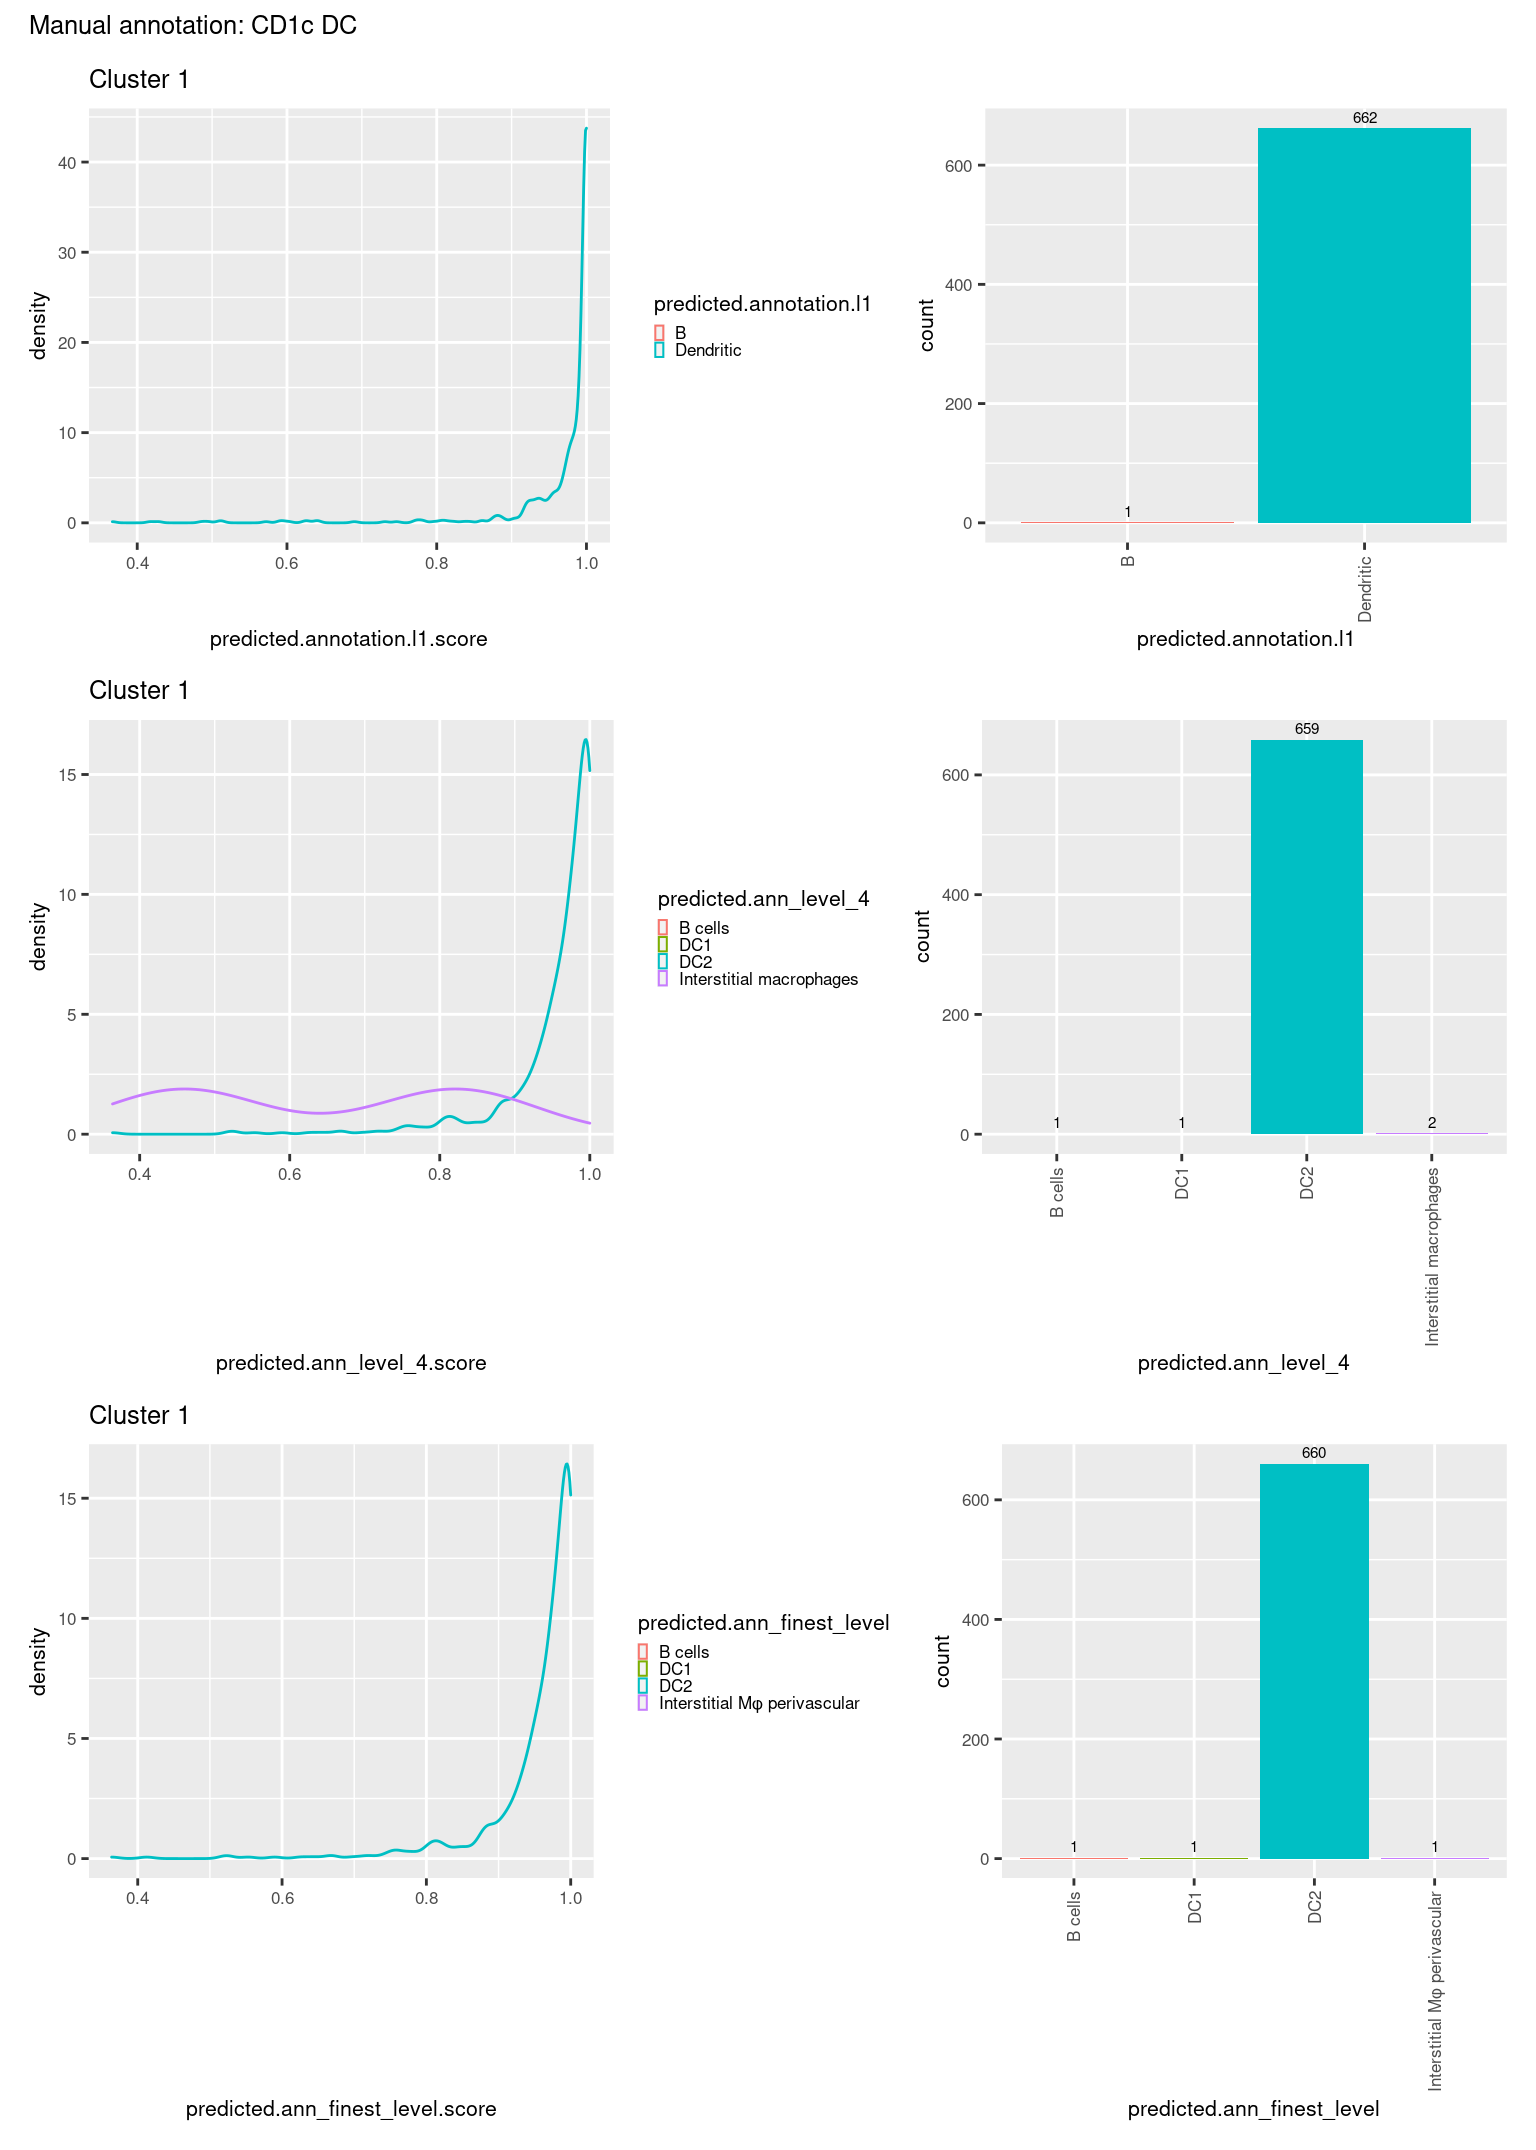 Manual annotation: CD1c DC
Cluster 1
40
30
20
10
0
density
0.4 0.6 0.8 1.0
predicted.annotation.l1.score
predicted.annotation.l1
B
Dendritic
600
400
200
0
count
662
1
B
Dendritic
predicted.annotation.l1
Cluster 1
15
10
5
0
density
0.4 0.6 0.8 1.0
predicted.ann_level_4.score
predicted.ann_level_4
B cells
DC1
DC2
Interstitial macrophages
600
400
200
0
count
659
1 1 2
B cells
DC1
DC2
Interstitial macrophages
predicted.ann_level_4
Cluster 1
15
10
5
0
density
0.4 0.6 0.8 1.0
predicted.ann_finest_level.score
predicted.ann_finest_level
B cells
DC1
DC2
Interstitial Mφ perivascular
600
400
200
0
count
660
1 1 1
B cells
DC1
DC2
Interstitial Mφ perivascular
predicted.ann_finest_level